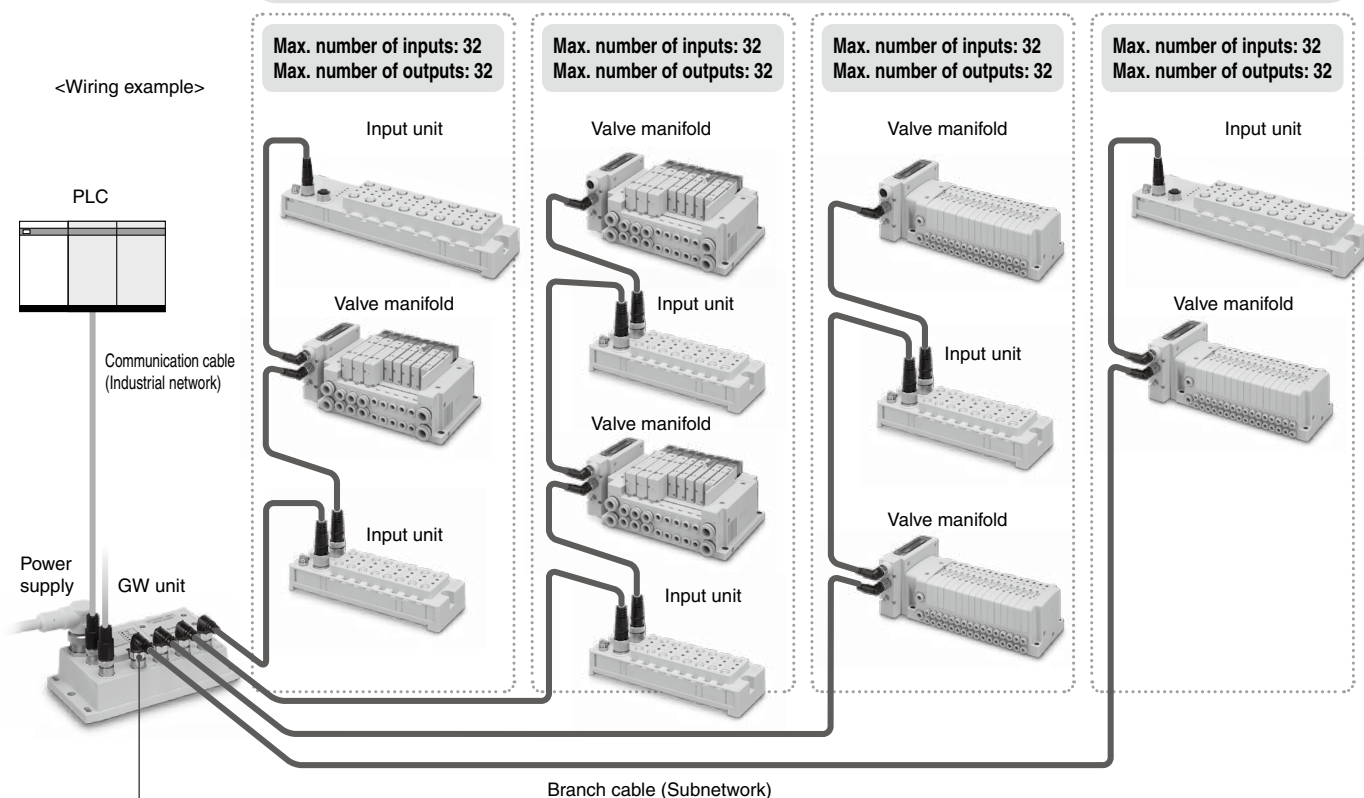 Max. number of inputs: 32
Max. number of outputs: 32
Max. number of inputs: 32
Max. number of outputs: 32
Max. number of inputs: 32
Max. number of outputs: 32
Max. number of inputs: 32
Max. number of outputs: 32
<Wiring example>
PLC
Communication cable
(Industrial network)
Power
supply
GW unit
Input unit
Valve manifold
Input unit
Valve manifold
Input unit
Valve manifold
Input unit
Valve manifold
Input unit
Valve manifold
Input unit
Valve manifold
Branch cable (Subnetwork)